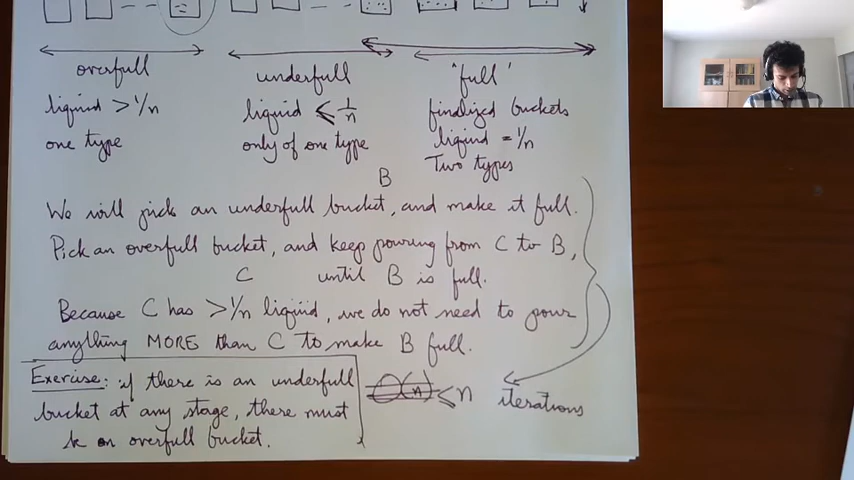 overfull underfull "full"
liquid > 1/n liquid ≤ 1/n finalized buckets
one type only of one type liquid = 1/n
Two types
B
We will pick an underfull bucket, and make it full.
Pick an overfull bucket, and keep pouring from C to B,
C until B is full.
Because C has > 1/n liquid, we do not need to pour
anything MORE than C to make B full.
Exercise: if there is an underfull
bucket at any stage, there must
be an overfull bucket.
≤ n iterations